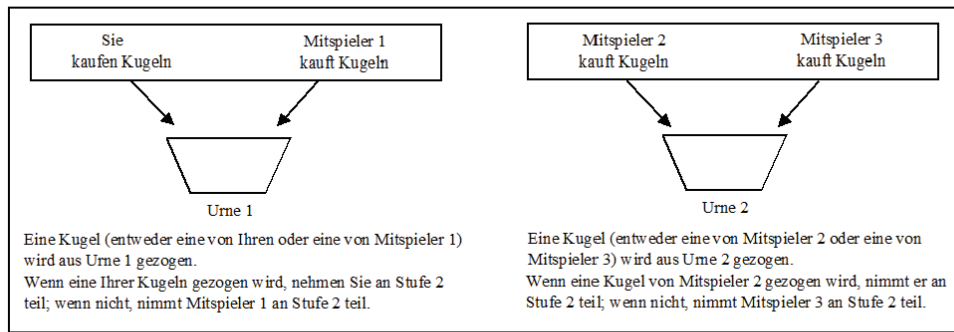 Sie
kaufen Kugeln
Mitspieler 1
kauft Kugeln
Urne 1
Eine Kugel (entweder eine von Ihren oder eine von Mitspieler 1)
wird aus Urne 1 gezogen.
Wenn eine Ihrer Kugeln gezogen wird, nehmen Sie an Stufe 2
teil; wenn nicht, nimmt Mitspieler 1 an Stufe 2 teil.
Mitspieler 2
kauft Kugeln
Mitspieler 3
kauft Kugeln
Urne 2
Eine Kugel (entweder eine von Mitspieler 2 oder eine von
Mitspieler 3) wird aus Urne 2 gezogen.
Wenn eine Kugel von Mitspieler 2 gezogen wird, nimmt er an
Stufe 2 teil; wenn nicht, nimmt Mitspieler 3 an Stufe 2 teil.